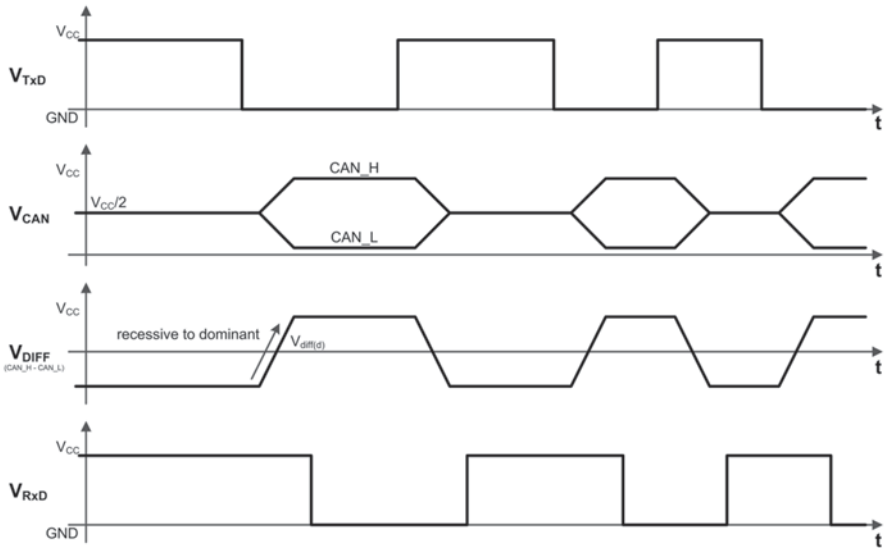 VCC
VTxD
GND
t
VCC
CAN_H
VCC/2
VCAN
CAN_L
t
VCC
recessive to dominant
Vdiff(d)
VDIFF
(CAN_H - CAN_L)
t
VCC
VRxD
GND
t